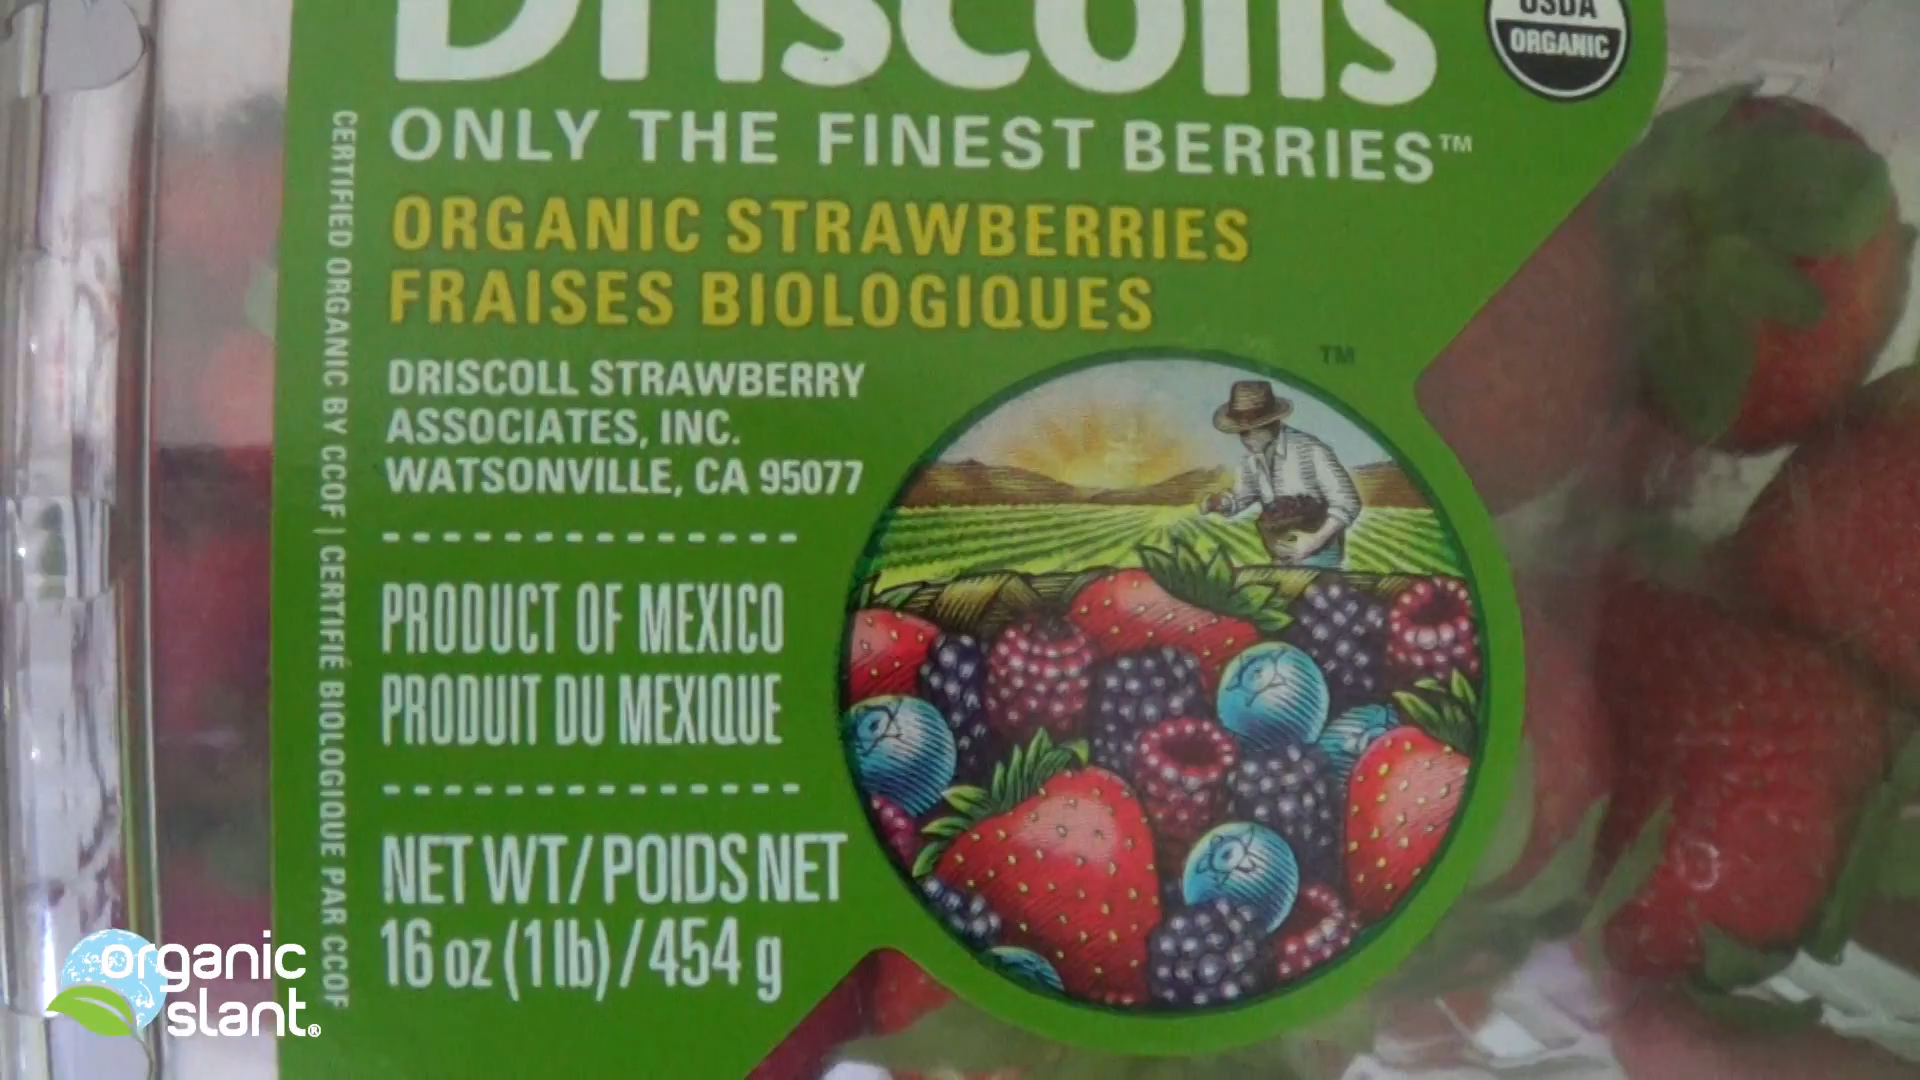 Driscoll's
USDA
ORGANIC
ONLY THE FINEST BERRIES™
ORGANIC STRAWBERRIES
FRAISES BIOLOGIQUES
DRISCOLL STRAWBERRY
ASSOCIATES, INC.
WATSONVILLE, CA 95077
TM
PRODUCT OF MEXICO
PRODUIT DU MEXIQUE
NET WT/POIDS NET
16 oz (1 lb) / 454 g
CERTIFIED ORGANIC BY CCOF | CERTIFIÉ BIOLOGIQUE PAR CCOF
organic
slant®